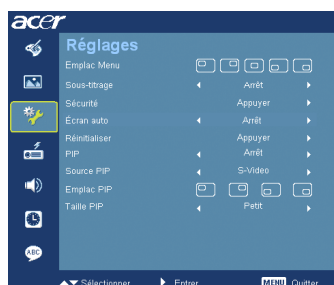 acer
Réglages
Emplac Menu
Sous-titrage Arrêt
Sécurité Appuyer
Écran auto Arrêt
Réinitialiser Appuyer
PIP Arrêt
Source PIP S-Video
Emplac PIP
Taille PIP Petit
ABC
Sélectionner Entrer MENU Quitter